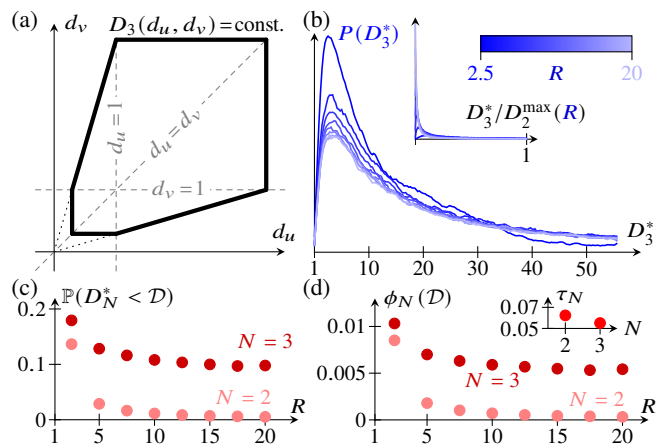 (a)
d_v
D_3(d_u, d_v) = const.
d_u = 1
d_u = d_v
d_v = 1
d_u
(b)
P(D_3^*)
2.5 R 20
D_3^*/D_2^max(R)
1
D_3^*
1 10 20 30 40 50
(c)
ℙ(D_N^* < 𝒟)
0.2
0.1
0
N = 3
N = 2
1 5 10 15 20
R
(d)
ϕ_N(𝒟)
0.01
0.005
0
τ_N
0.07
0.05
2 3
N
N = 3
N = 2
1 5 10 15 20
R